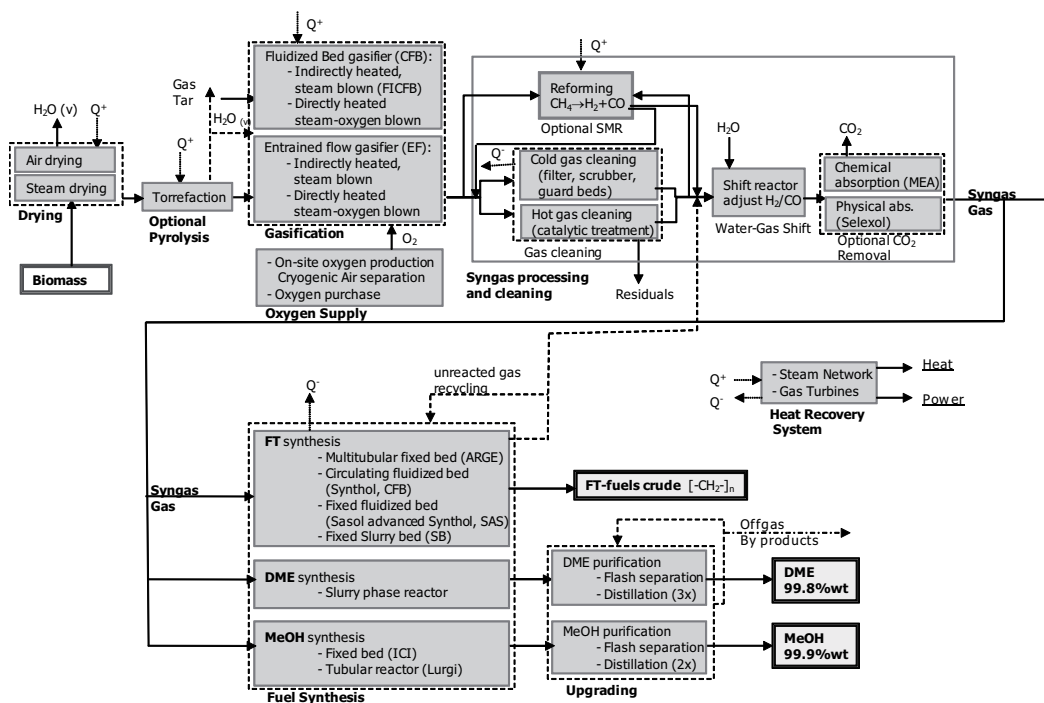 Q⁺
Fluidized Bed gasifier (CFB):
- Indirectly heated,
steam blown (FICFB)
- Directly heated
steam-oxygen blown
Gas
Tar
H₂O (v)
Q⁺
H₂O (v)
Air drying
Steam drying
Drying
Q⁺
Torrefaction
Optional
Pyrolysis
Entrained flow gasifier (EF):
- Indirectly heated,
steam blown
- Directly heated
steam-oxygen blown
Gasification
O₂
- On-site oxygen production
Cryogenic Air separation
- Oxygen purchase
Oxygen Supply
Biomass
Q⁺
Reforming
CH₄→H₂+CO
Optional SMR
Q⁻
Cold gas cleaning
(filter, scrubber,
guard beds)
Hot gas cleaning
(catalytic treatment)
Gas cleaning
Syngas processing
and cleaning
Residuals
H₂O
Shift reactor
adjust H₂/CO
Water-Gas Shift
CO₂
Chemical
absorption (MEA)
Physical abs.
(Selexol)
Optional CO₂
Removal
Syngas
Gas
unreacted gas
recycling
Q⁻
Q⁺
Q⁻
- Steam Network
- Gas Turbines
Heat Recovery
System
Heat
Power
FT synthesis
- Multitubular fixed bed (ARGE)
- Circulating fluidized bed
(Synthol, CFB)
- Fixed fluidized bed
(Sasol advanced Synthol, SAS)
- Fixed Slurry bed (SB)
Syngas
Gas
FT-fuels crude [-CH₂-]ₙ
Offgas
By products
DME synthesis
- Slurry phase reactor
DME purification
- Flash separation
- Distillation (3x)
DME
99.8%wt
MeOH synthesis
- Fixed bed (ICI)
- Tubular reactor (Lurgi)
MeOH purification
- Flash separation
- Distillation (2x)
MeOH
99.9%wt
Fuel Synthesis
Upgrading